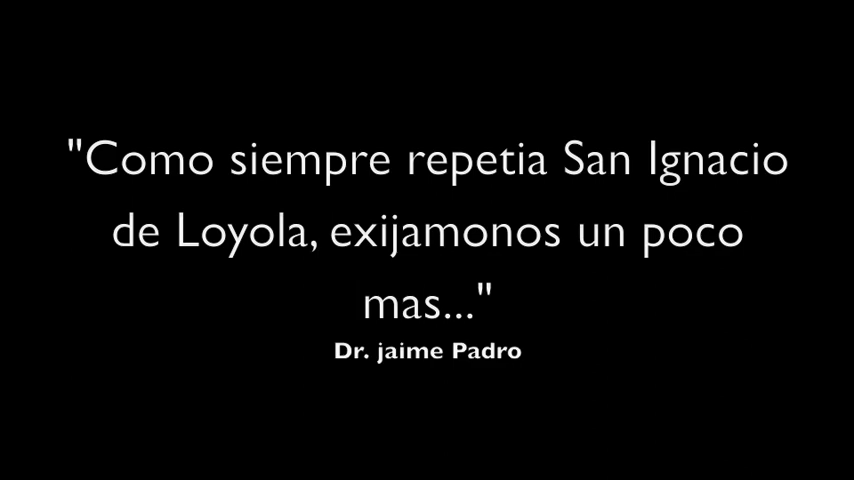 "Como siempre repetia San Ignacio
de Loyola, exijamonos un poco
mas..."
Dr. jaime Padro